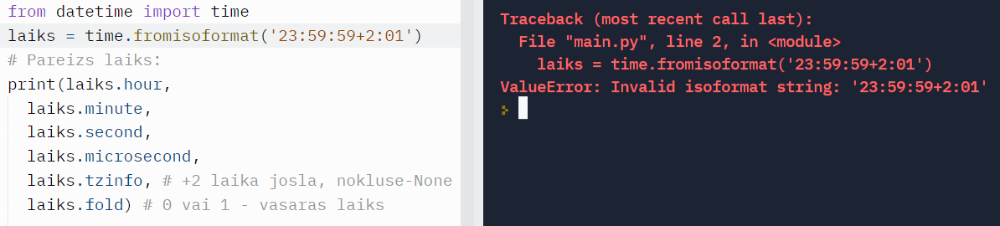 from datetime import time
laiks = time.fromisoformat('23:59:59+2:01')
# Pareizs laiks:
print(laiks.hour,
laiks.minute,
laiks.second,
laiks.microsecond,
laiks.tzinfo, # +2 laika josla, nokluse-None
laiks.fold) # 0 vai 1 - vasaras laiks
Traceback (most recent call last):
File "main.py", line 2, in <module>
laiks = time.fromisoformat('23:59:59+2:01')
ValueError: Invalid isoformat string: '23:59:59+2:01'